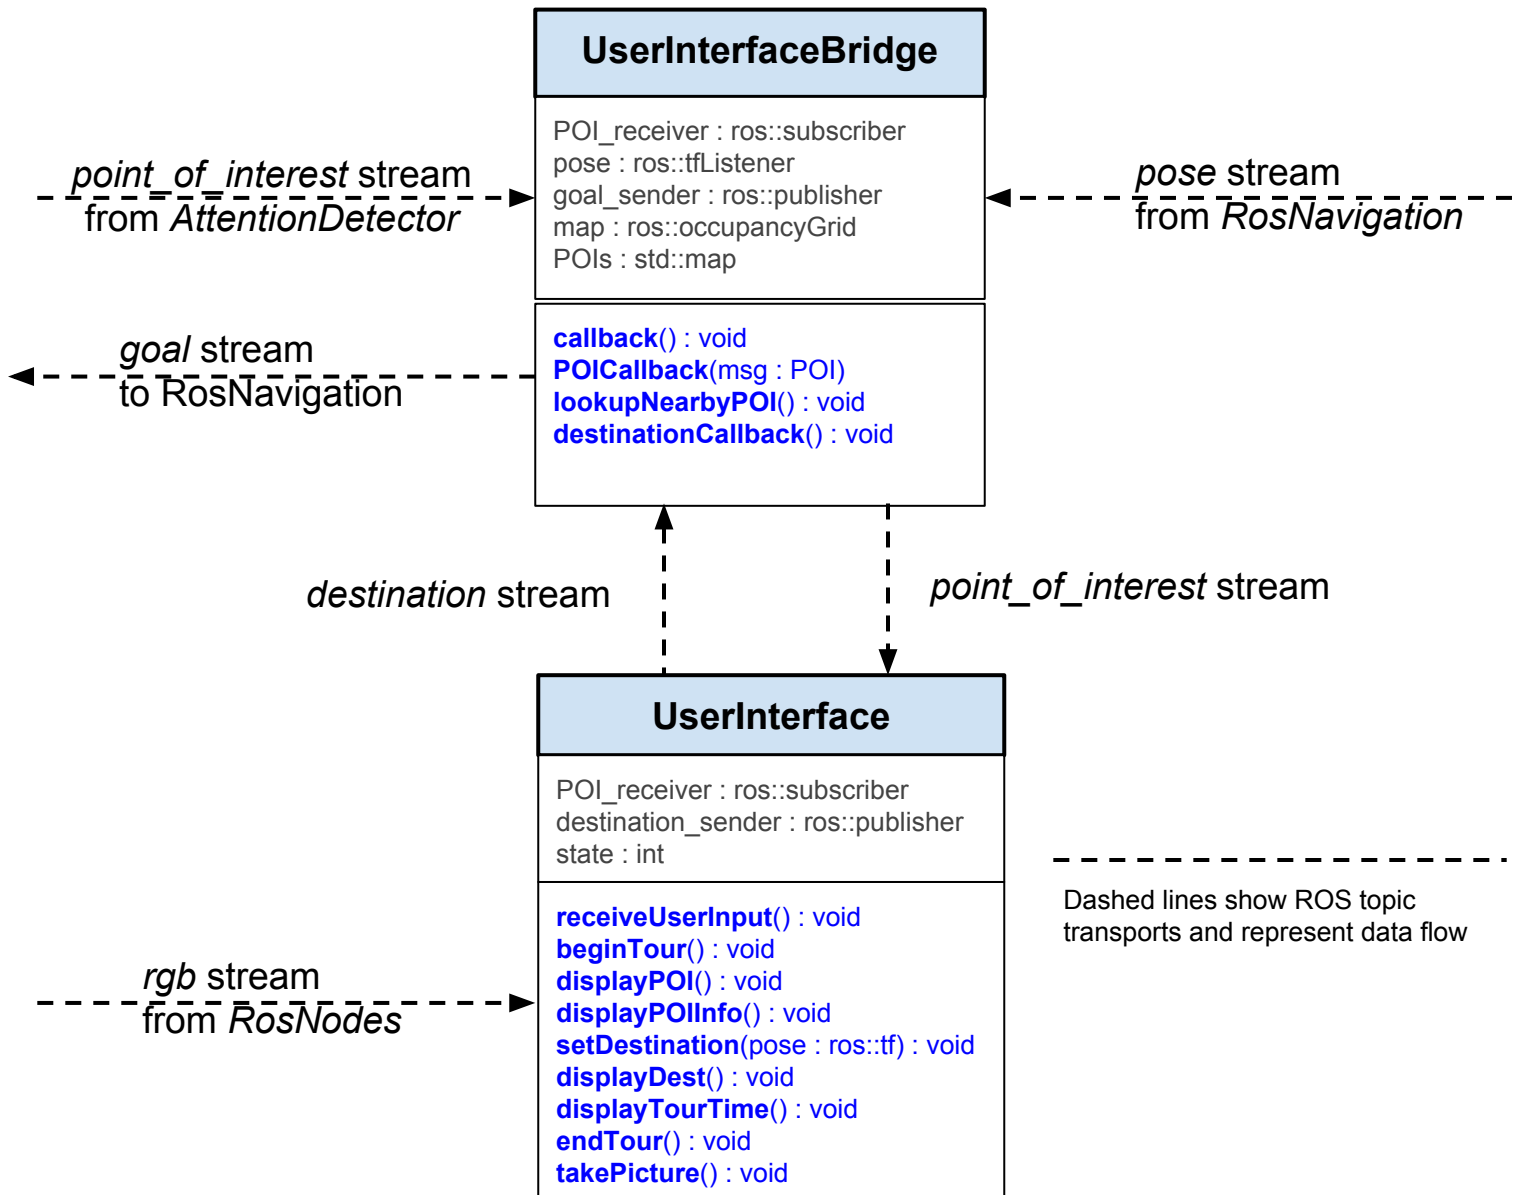 UserInterfaceBridge
POI_receiver : ros::subscriber
pose : ros::tfListener
goal_sender : ros::publisher
map : ros::occupancyGrid
POIs : std::map
callback() : void
POICallback(msg : POI)
lookupNearbyPOI() : void
destinationCallback() : void
point_of_interest stream
from AttentionDetector
pose stream
from RosNavigation
goal stream
to RosNavigation
destination stream
point_of_interest stream
UserInterface
POI_receiver : ros::subscriber
destination_sender : ros::publisher
state : int
receiveUserInput() : void
beginTour() : void
displayPOI() : void
displayPOIInfo() : void
setDestination(pose : ros::tf) : void
displayDest() : void
displayTourTime() : void
endTour() : void
takePicture() : void
rgb stream
from RosNodes
Dashed lines show ROS topic
transports and represent data flow